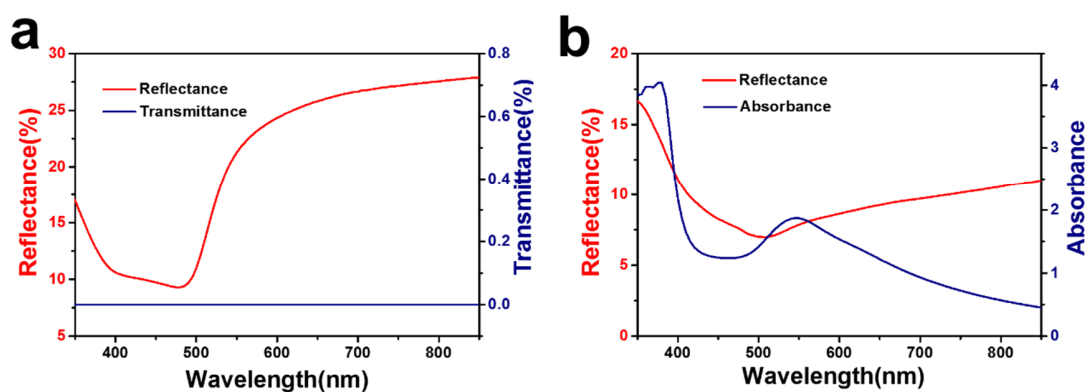 a
30
25
20
15
10
5
Reflectance(%)
Reflectance
Transmittance
0.8
0.6
0.4
0.2
0.0
Transmittance(%)
400 500 600 700 800
Wavelength(nm)
b
20
15
10
5
0
Reflectance(%)
Reflectance
Absorbance
4
3
2
1
0
Absorbance
400 500 600 700 800
Wavelength(nm)